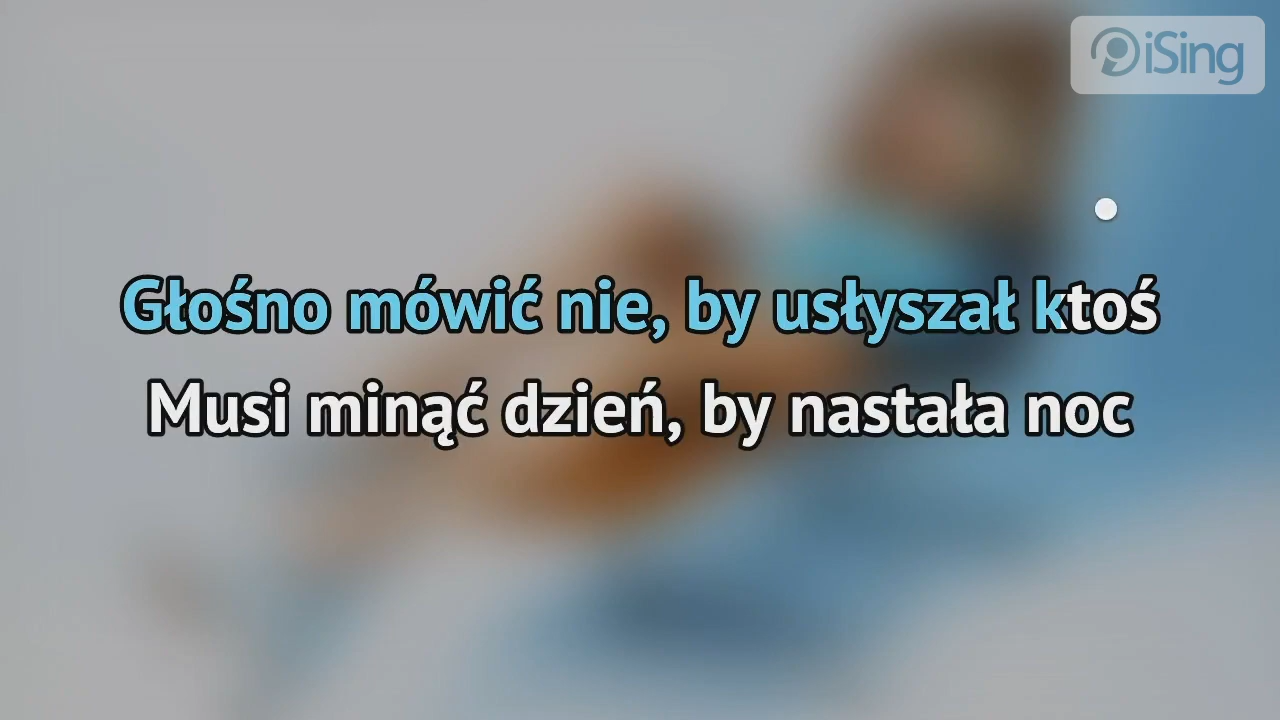 iSing
Głośno mówić nie, by usłyszał ktoś
Musi minąć dzień, by nastała noc